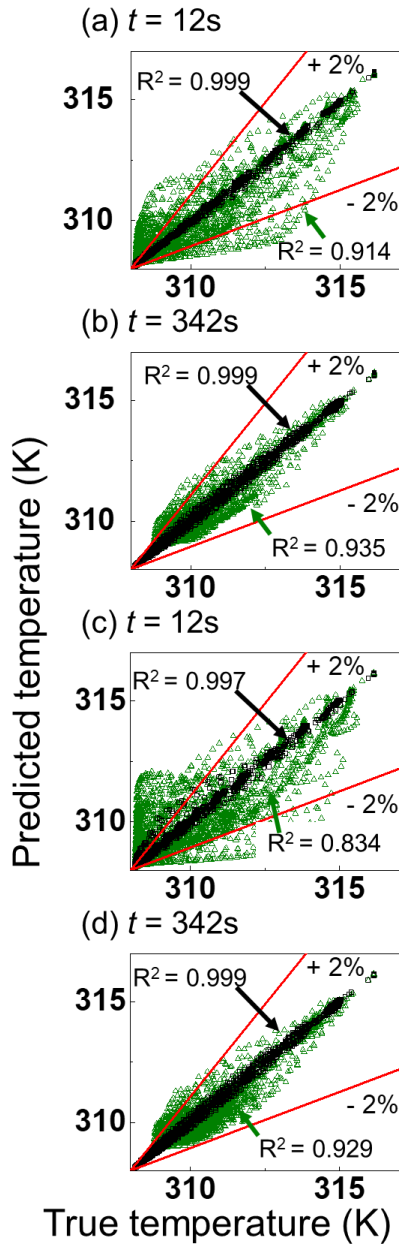 (a) t = 12s
+ 2%
R² = 0.999
315
310
- 2%
R² = 0.914
310 315
(b) t = 342s
+ 2%
R² = 0.999
315
310
- 2%
R² = 0.935
310 315
(c) t = 12s
+ 2%
R² = 0.997
315
310
- 2%
R² = 0.834
310 315
(d) t = 342s
+ 2%
R² = 0.999
315
310
- 2%
R² = 0.929
310 315
Predicted temperature (K)
True temperature (K)